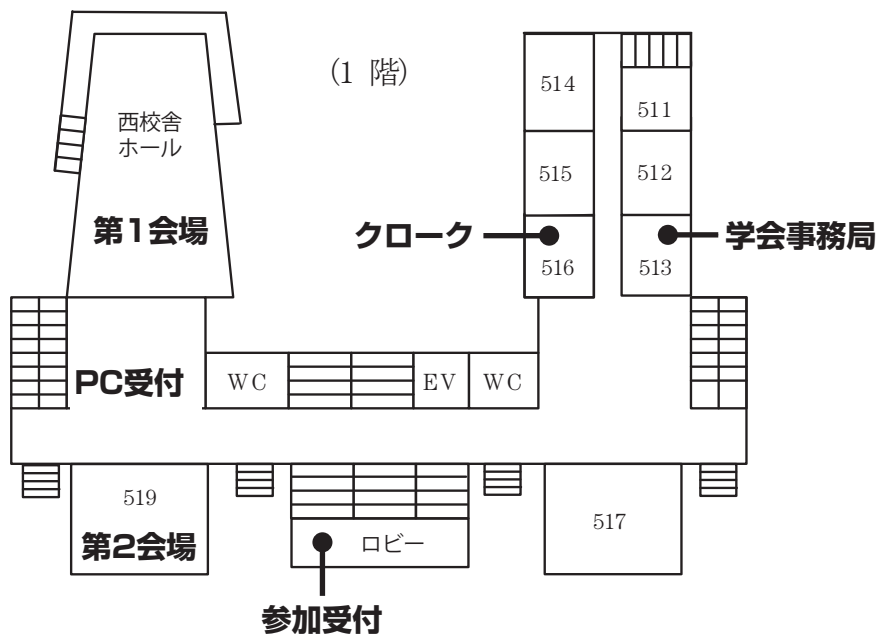 (1 階)
西校舎
ホール
第1会場
514
511
515
512
クローク
学会事務局
516
513
PC受付
WC
EV
WC
519
第2会場
517
ロビー
参加受付